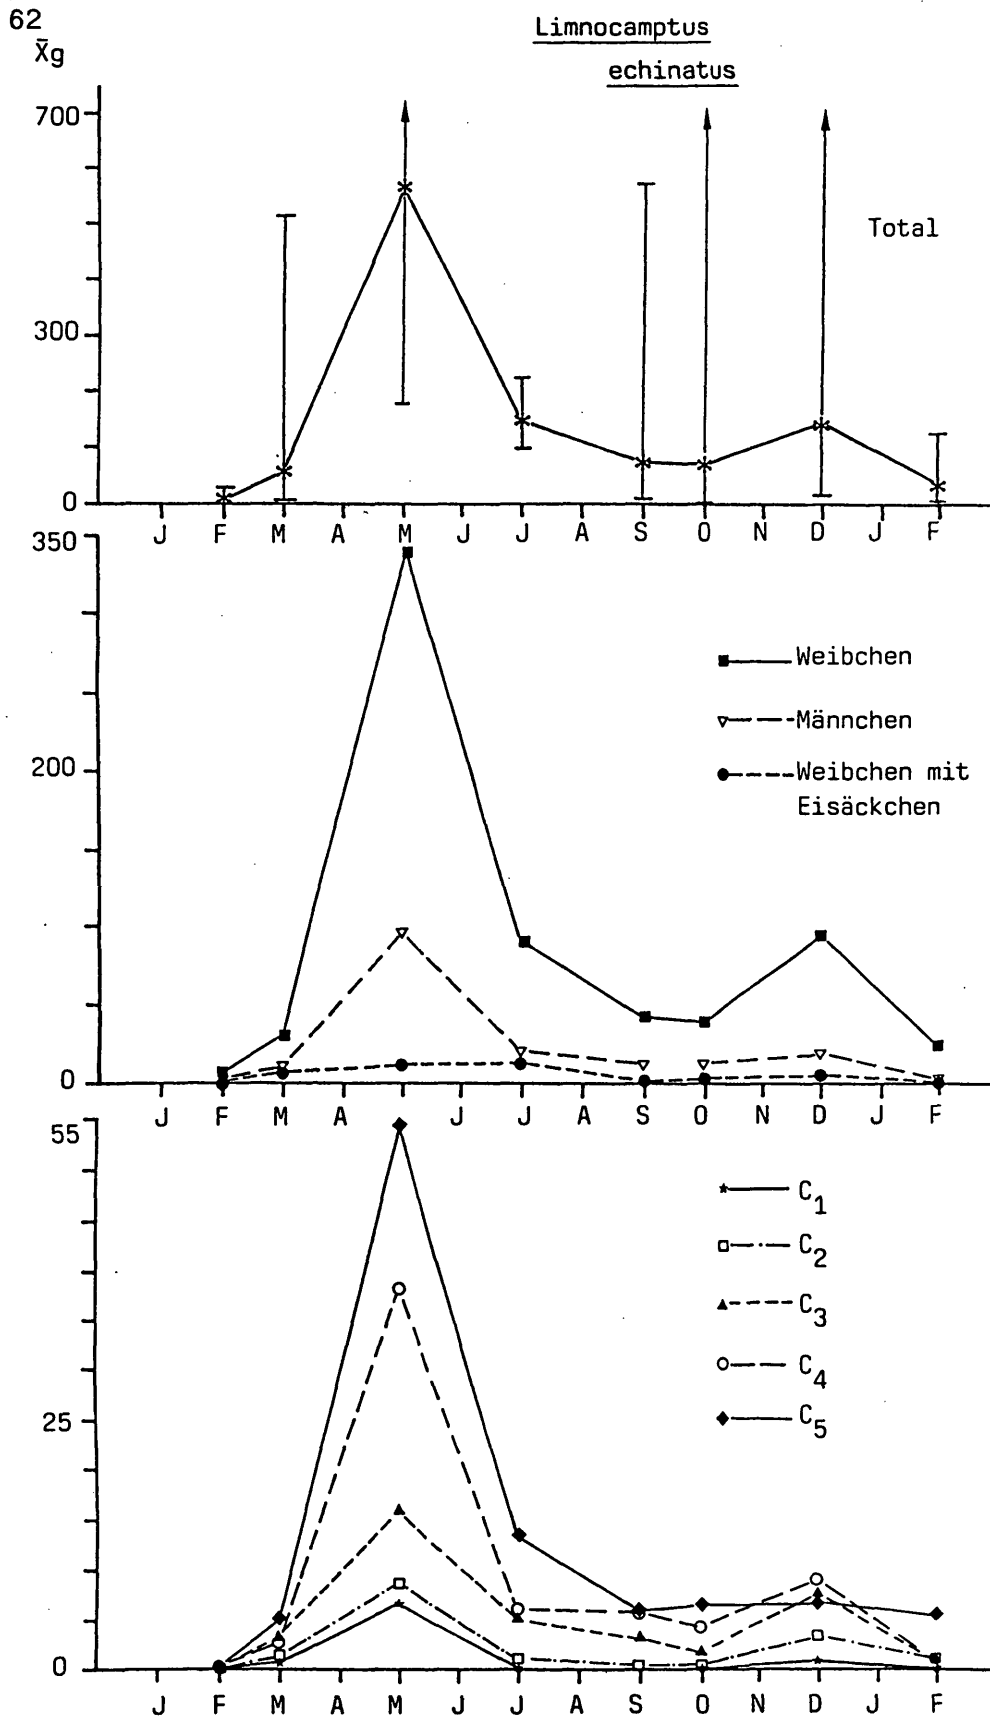 62
X̄g
Limnocamptus
echinatus
700
300
0
Total
J F M A M J J A S O N D J F
350
200
0
Weibchen
Männchen
Weibchen mit
Eisäckchen
J F M A J J A S O N D J F
55
25
0
C1
C2
C3
C4
C5
J F M A M J J A S O N D J F